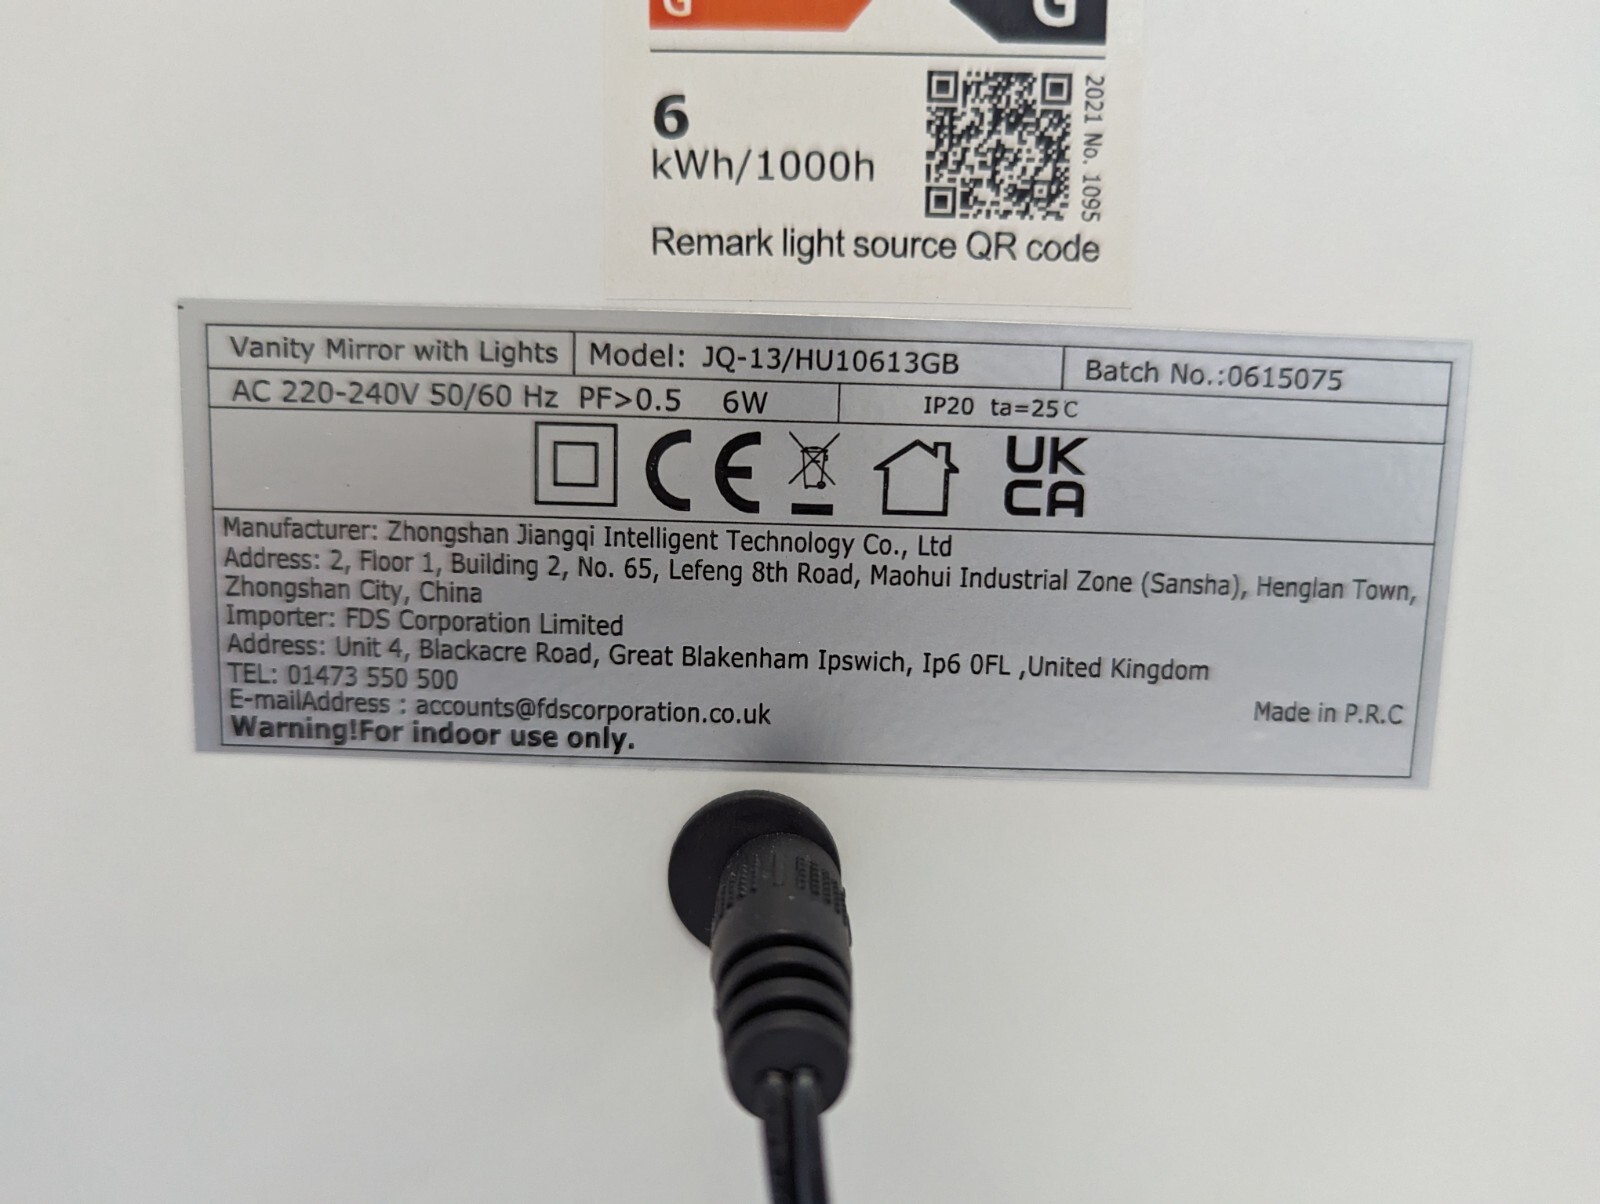 G G
6
kWh/1000h
2021 No. 1095
Remark light source QR code
Vanity Mirror with Lights Model: JQ-13/HU10613GB Batch No.:0615075
AC 220-240V 50/60 Hz PF>0.5 6W IP20 ta=25C
CE UK
CA
Manufacturer: Zhongshan Jiangqi Intelligent Technology Co., Ltd
Address: 2, Floor 1, Building 2, No. 65, Lefeng 8th Road, Maohui Industrial Zone (Sansha), Henglan Town,
Zhongshan City, China
Importer: FDS Corporation Limited
Address: Unit 4, Blackacre Road, Great Blakenham Ipswich, Ip6 0FL ,United Kingdom
TEL: 01473 550 500
E-mailAddress : accounts@fdscorporation.co.uk Made in P.R.C
Warning!For indoor use only.